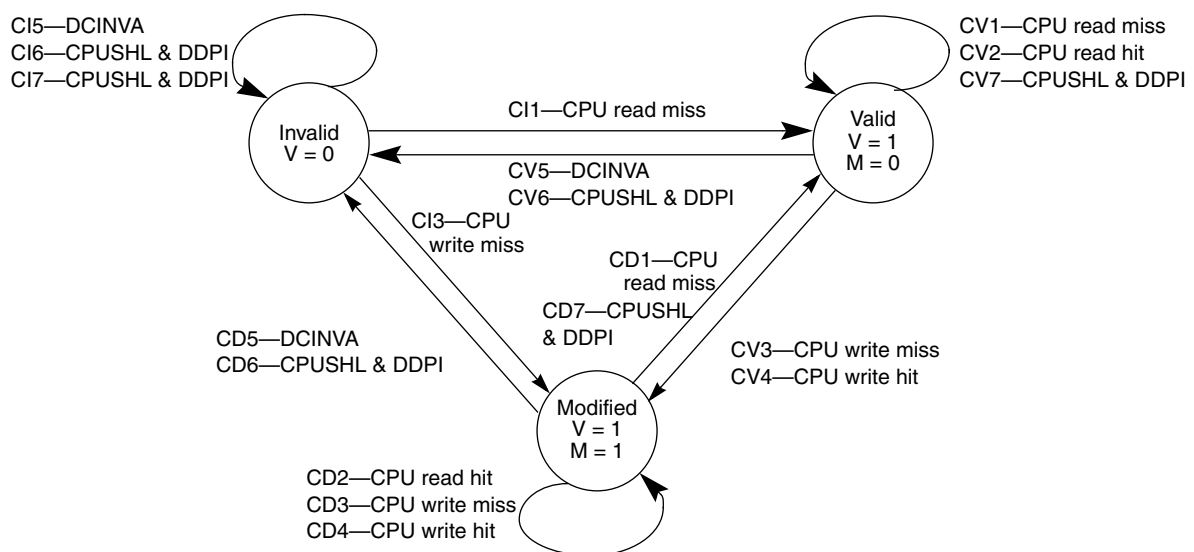 CI5—DCINVA
CI6—CPUSHL & DDPI
CI7—CPUSHL & DDPI
CV1—CPU read miss
CV2—CPU read hit
CV7—CPUSHL & DDPI
Invalid
V = 0
CI1—CPU read miss
Valid
V = 1
M = 0
CV5—DCINVA
CV6—CPUSHL & DDPI
CI3—CPU
write miss
CD1—CPU
read miss
CD7—CPUSHL
& DDPI
CD5—DCINVA
CD6—CPUSHL & DDPI
CV3—CPU write miss
CV4—CPU write hit
Modified
V = 1
M = 1
CD2—CPU read hit
CD3—CPU write miss
CD4—CPU write hit